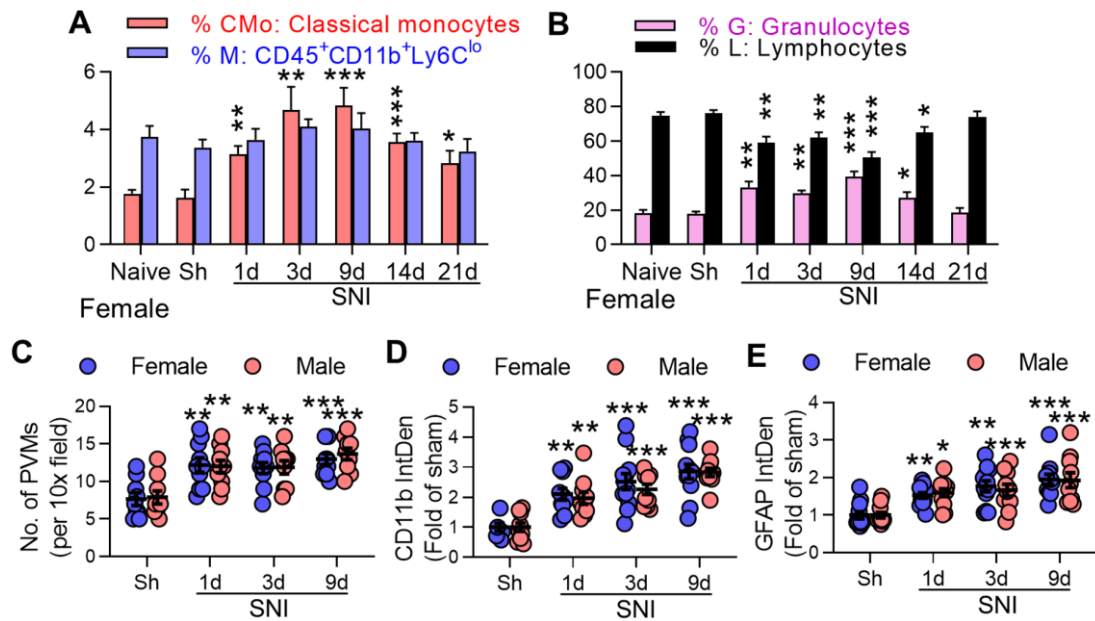 A
% CMo: Classical monocytes
% M: CD45⁺CD11b⁺Ly6Cˡᵒ
6
4
2
0
** ** *** *** *
Naive Sh 1d 3d 9d 14d 21d
SNI
Female
B
% G: Granulocytes
% L: Lymphocytes
100
80
60
40
20
0
** ** ** ** *** *** * *
Naive Sh 1d 3d 9d 14d 21d
SNI
Female
C
Female Male
No. of PVMs
(per 10x field)
20
15
10
5
0
** ** ** ** *** ***
Sh 1d 3d 9d
SNI
D
Female Male
CD11b IntDen
(Fold of sham)
5
4
3
2
1
0
** ** *** *** *** ***
Sh 1d 3d 9d
SNI
E
Female Male
GFAP IntDen
(Fold of sham)
4
2
0
** * ** *** *** ***
Sh 1d 3d 9d
SNI